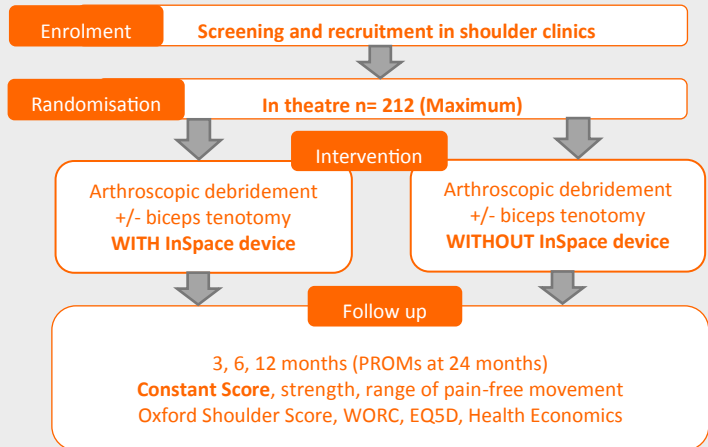 Enrolment
Screening and recruitment in shoulder clinics
Randomisation
In theatre n= 212 (Maximum)
Intervention
Arthroscopic debridement
+/- biceps tenotomy
WITH InSpace device
Arthroscopic debridement
+/- biceps tenotomy
WITHOUT InSpace device
Follow up
3, 6, 12 months (PROMs at 24 months)
Constant Score, strength, range of pain-free movement
Oxford Shoulder Score, WORC, EQ5D, Health Economics